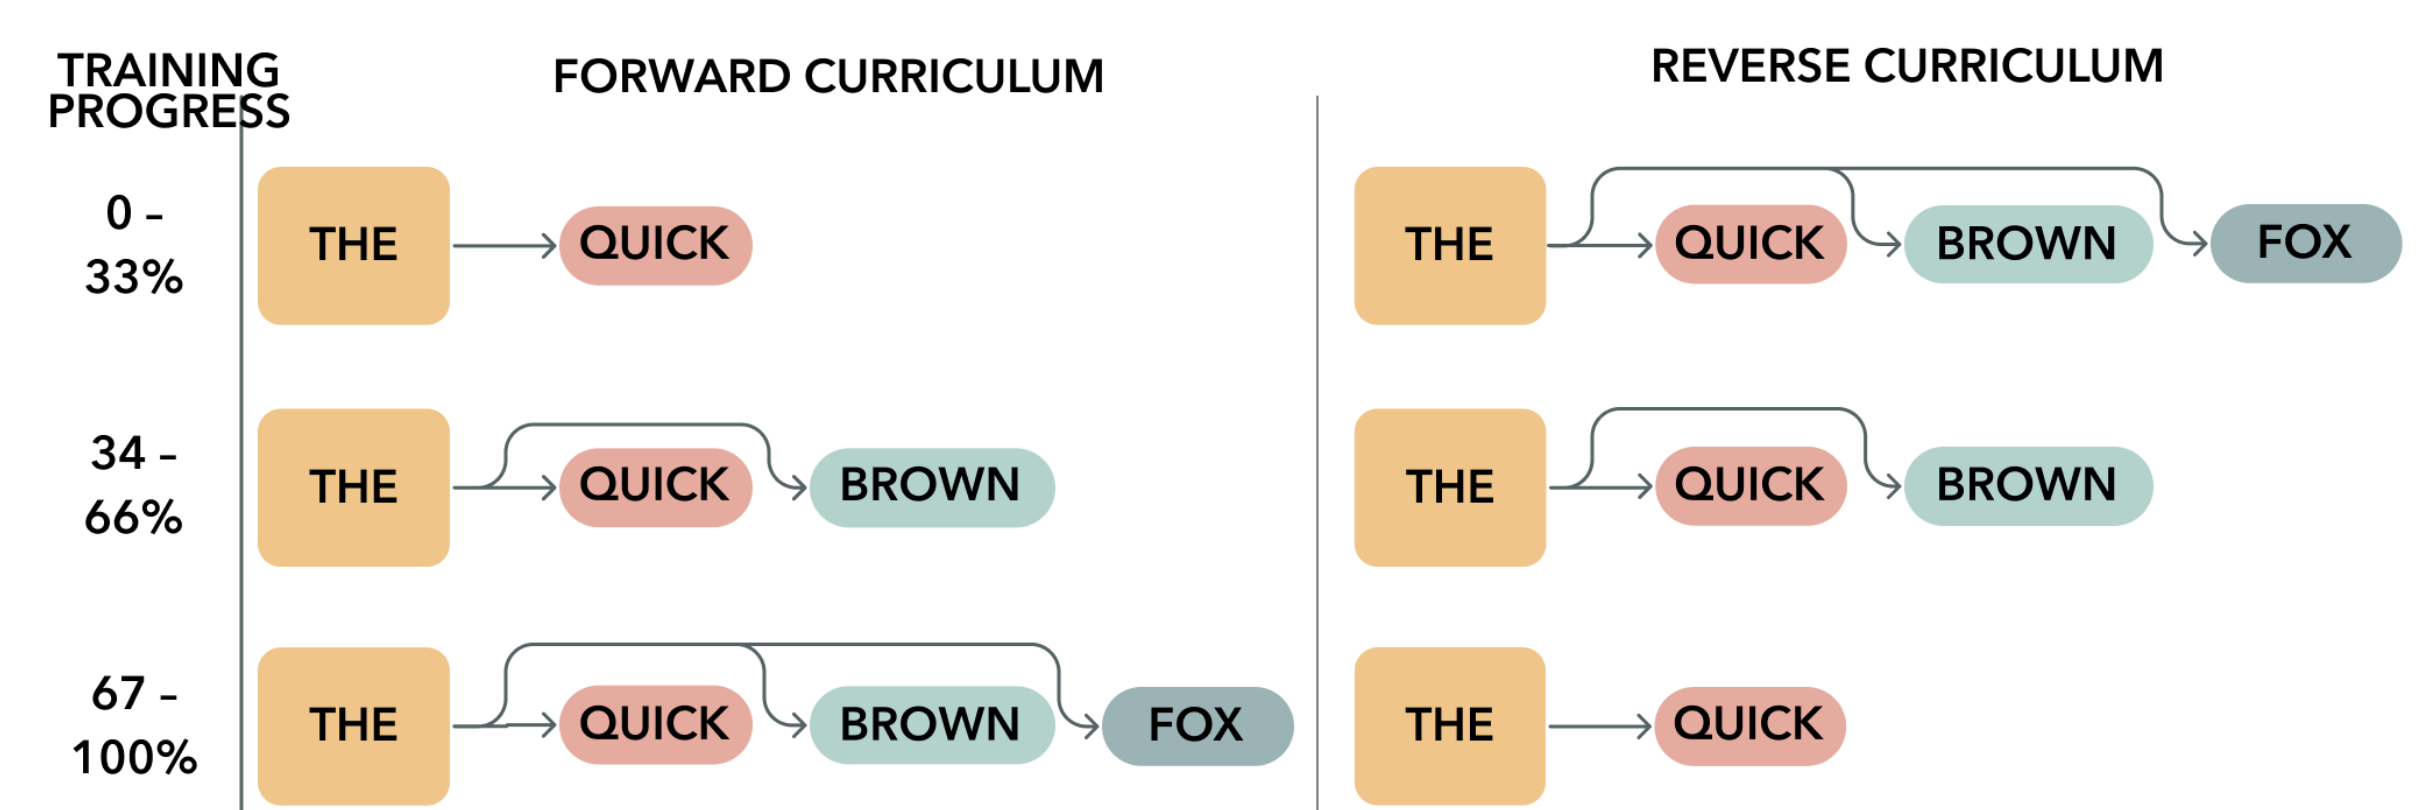 TRAINING
PROGRESS
FORWARD CURRICULUM
REVERSE CURRICULUM
0 –
33%
THE QUICK
THE QUICK BROWN FOX
34 –
66%
THE QUICK BROWN
THE QUICK BROWN
67 –
100%
THE QUICK BROWN FOX
THE QUICK